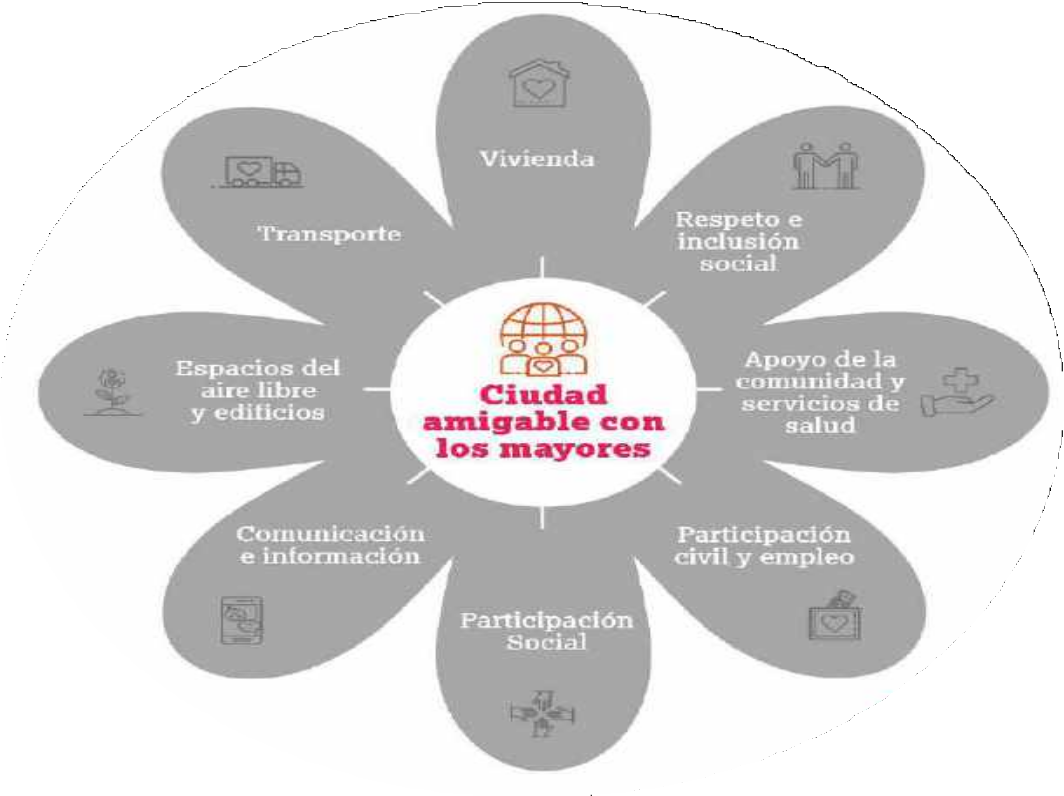 Vivienda
Respeto e
inclusión
social
Apoyo de la
comunidad y
servicios de
salud
Participación
civil y empleo
Participación
Social
Comunicación
e información
Espacios del
aire libre
y edificios
Transporte
Ciudad
amigable con
los mayores